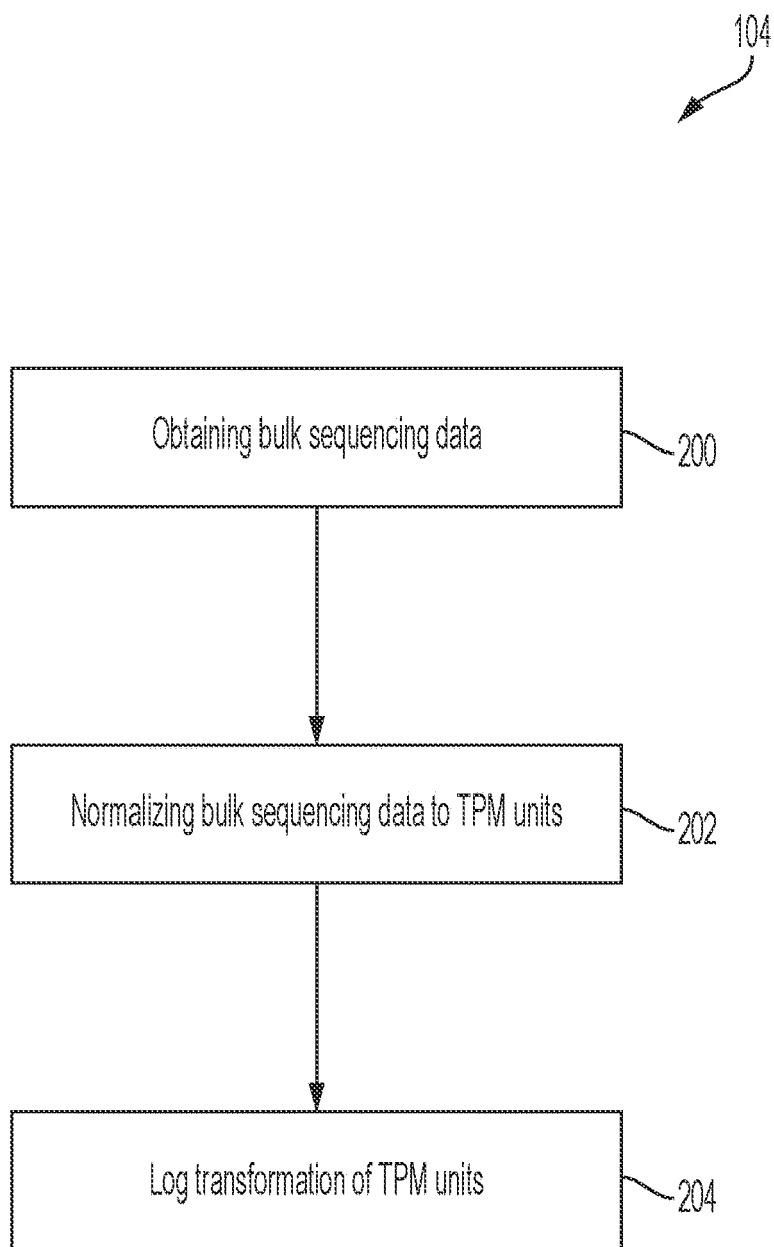 104
Obtaining bulk sequencing data
200
Normalizing bulk sequencing data to TPM units
202
Log transformation of TPM units
204